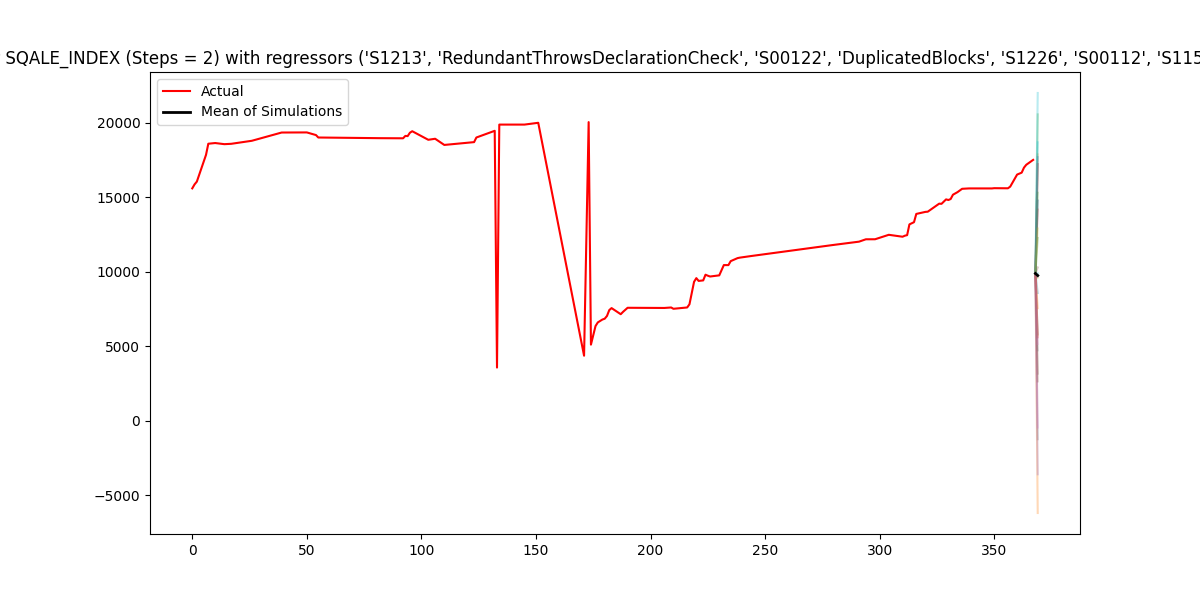 SQALE_INDEX (Steps = 2) with regressors ('S1213', 'RedundantThrowsDeclarationCheck', 'S00122', 'DuplicatedBlocks', 'S1226', 'S00112', 'S115
Actual
Mean of Simulations
20000
15000
10000
5000
0
−5000
0 50 100 150 200 250 300 350